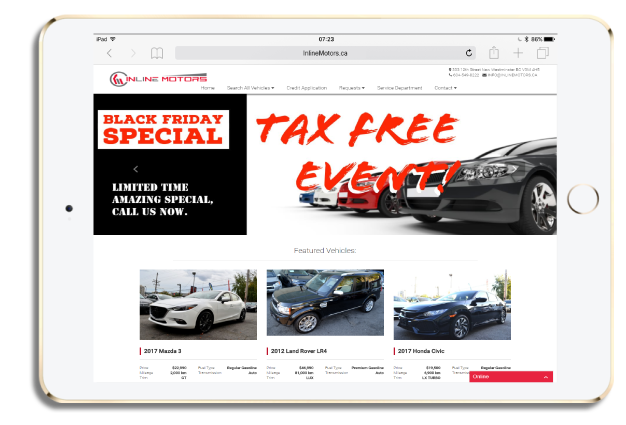 iPad 07:23 86%
InlineMotors.ca
INLINE MOTORS
Home Search All Vehicles Credit Application Requests Service Department Contact
BLACK FRIDAY
SPECIAL
TAX FREE
EVENT!
LIMITED TIME
AMAZING SPECIAL,
CALL US NOW.
Featured Vehicles:
2017 Mazda 3 2012 Land Rover LR4 2017 Honda Civic
Price Fuel Type Regular Gasoline Price Fuel Type Premium Gasoline Price Fuel Type Regular Gasoline
Mileage Transmission Auto Mileage Transmission Auto Mileage
Trim GT Trim Trim LX TURBO
Online